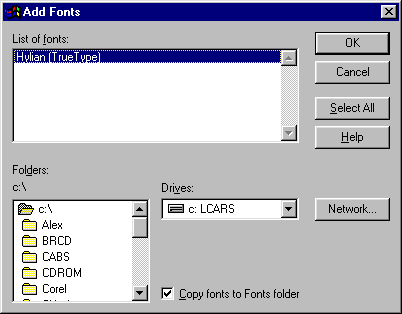 Add Fonts
List of fonts:
Hylian (TrueType)
OK
Cancel
Select All
Help
Folders:
c:\
c:\
Alex
BRCD
CABS
CDROM
Corel
Drives:
c: LCARS
Network...
Copy fonts to Fonts folder